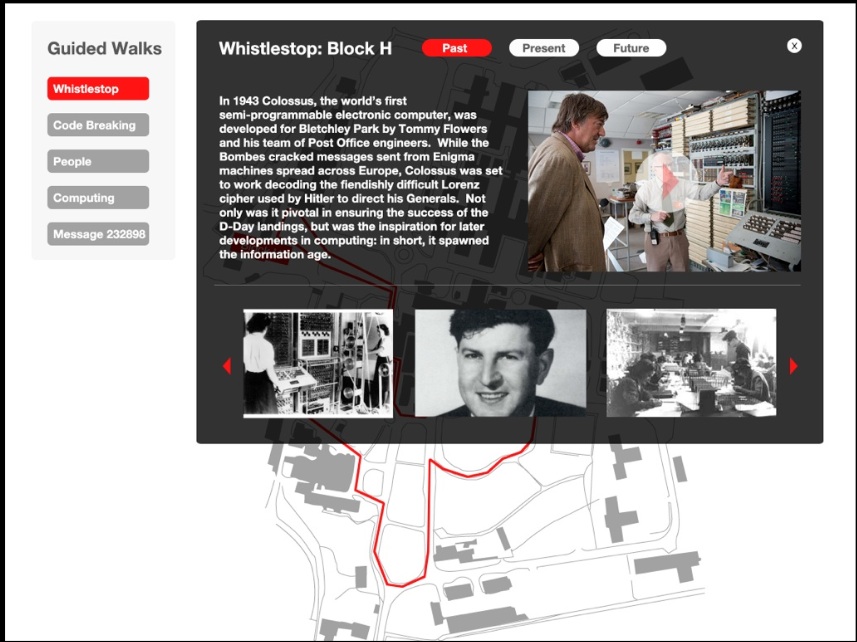 Guided Walks
Whistlestop
Code Breaking
People
Computing
Message 232898
Whistlestop: Block H
Past
Present
Future
X
In 1943 Colossus, the world's first
semi-programmable electronic computer, was
developed for Bletchley Park by Tommy Flowers
and his team of Post Office engineers.  While the
Bombes cracked messages sent from Enigma
machines spread across Europe, Colossus was set
to work decoding the fiendishly difficult Lorenz
cipher used by Hitler to direct his Generals.  Not
only was it pivotal in ensuring the success of the
D-Day landings, but was the inspiration for later
developments in computing: in short, it spawned
the information age.